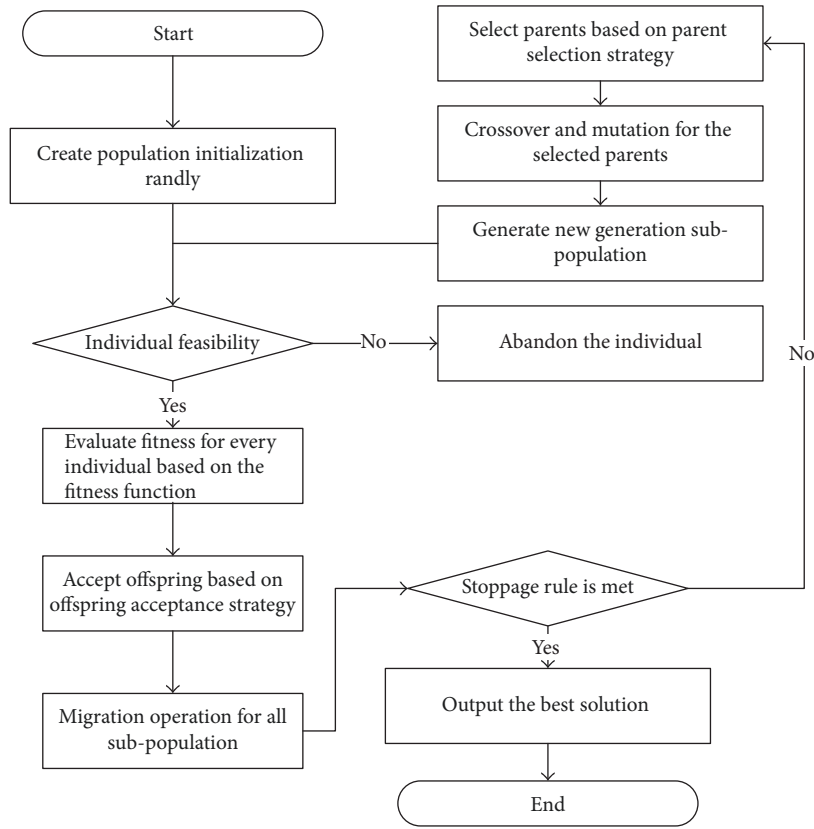 Start
Create population initialization
randly
Individual feasibility
No
Abandon the individual
Yes
Evaluate fitness for every
individual based on the
fitness function
Accept offspring based on
offspring acceptance strategy
Migration operation for all
sub-population
Select parents based on parent
selection strategy
Crossover and mutation for the
selected parents
Generate new generation sub-
population
No
Stoppage rule is met
Yes
Output the best solution
End